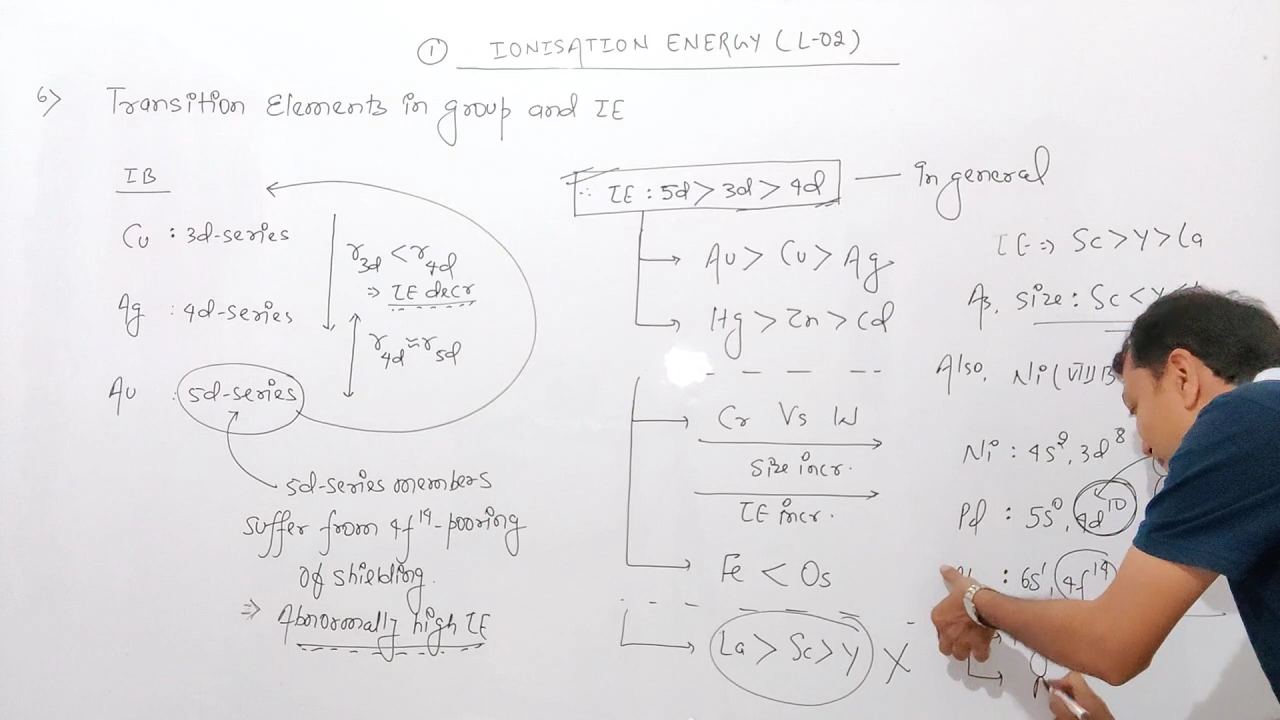 ① IONISATION ENERGY (L-02)
6) Transition Elements in group and IE
IB
Cu : 3d-series
Ag : 4d-series
Au : 5d-series
r3d < r4d
⇒ IE decr
r4d ≈ r5d
5d-series members
suffer from 4f14-pooring
of shielding.
⇒ Abnormally high IE
∴ IE : 5d > 3d > 4d — In general
Au > Cu > Ag
Hg > Zn > Cd
Cr Vs W
Size incr.
IE incr.
Fe < Os
La > Sc > Y X
IE ⇒ Sc > Y > La
As, Size : Sc < Y <
Also, Ni (VIII B
Ni : 4s2, 3d8
Pd : 5s0, 4d10
: 6s1, 4f14